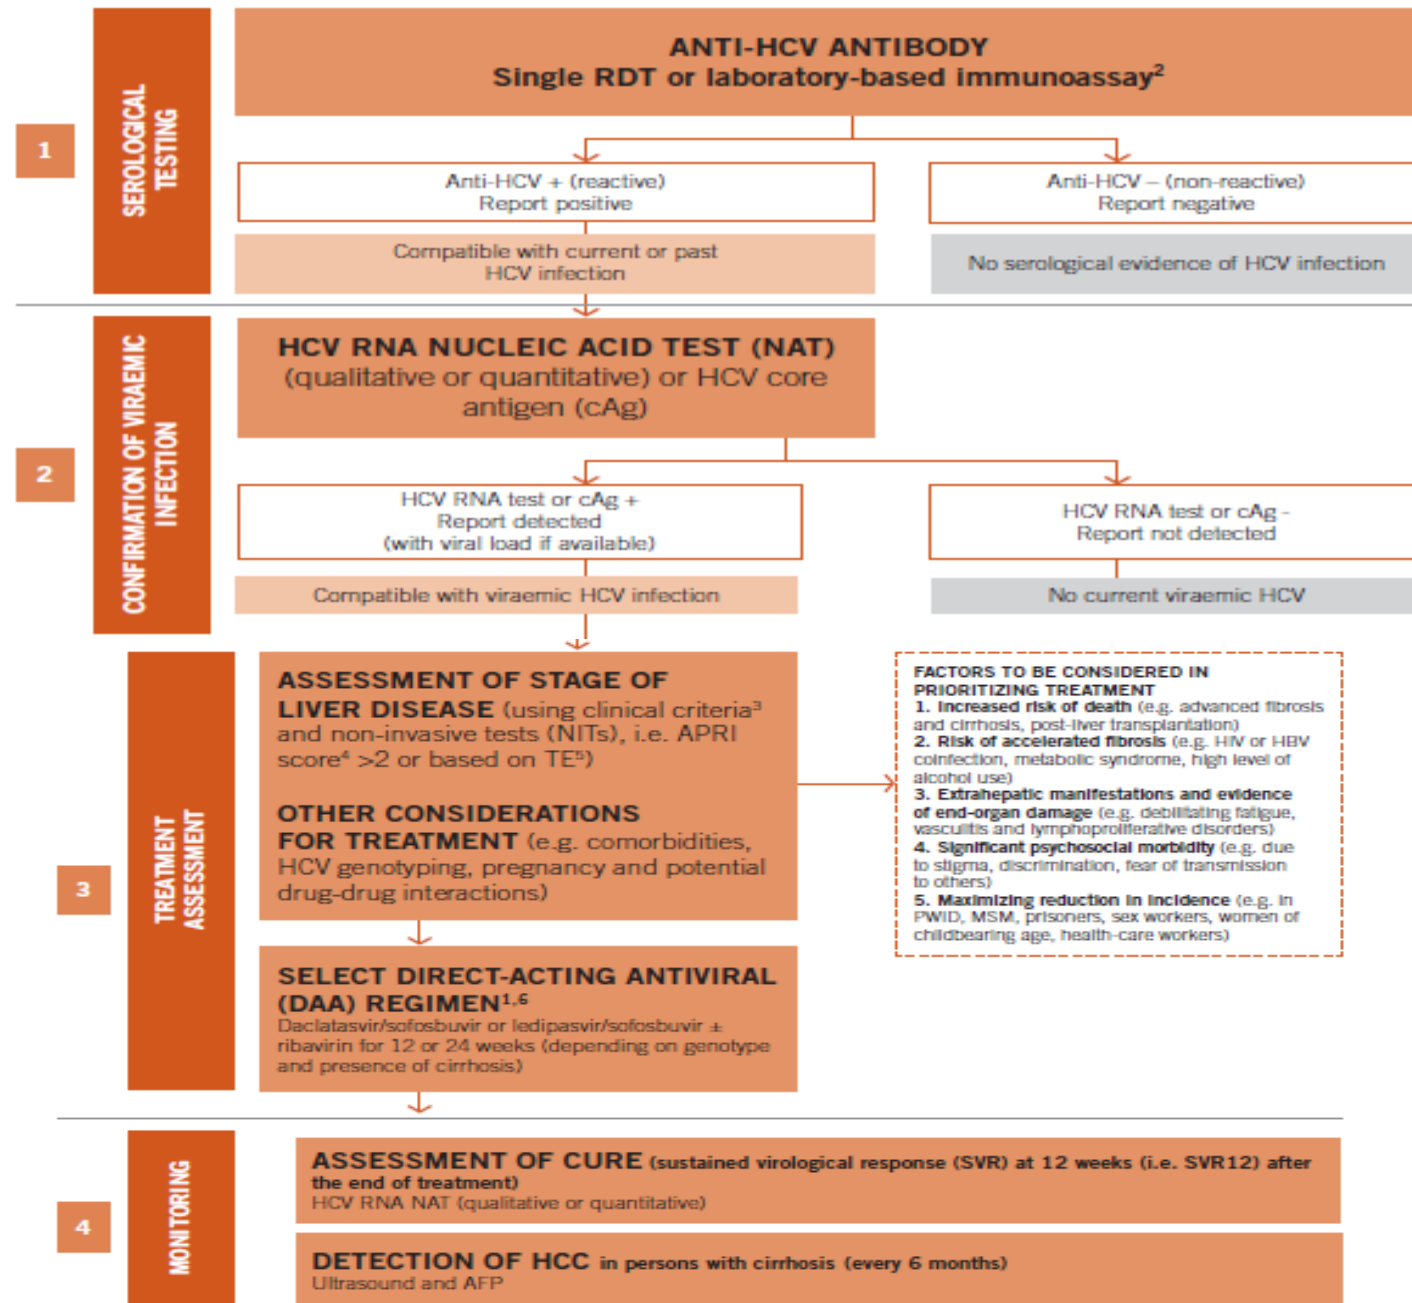 1
SEROLOGICAL
TESTING
ANTI-HCV ANTIBODY
Single RDT or laboratory-based immunoassay²
Anti-HCV + (reactive)
Report positive
Anti-HCV – (non-reactive)
Report negative
Compatible with current or past
HCV infection
No serological evidence of HCV infection
2
CONFIRMATION OF VIRAEMIC
INFECTION
HCV RNA NUCLEIC ACID TEST (NAT)
(qualitative or quantitative) or HCV core
antigen (cAg)
HCV RNA test or cAg +
Report detected
(with viral load if available)
HCV RNA test or cAg -
Report not detected
Compatible with viraemic HCV infection
No current viraemic HCV
3
TREATMENT
ASSESSMENT
ASSESSMENT OF STAGE OF
LIVER DISEASE (using clinical criteria³
and non-invasive tests (NITs), i.e. APRI
score⁴ >2 or based on TE⁵)
OTHER CONSIDERATIONS
FOR TREATMENT (e.g. comorbidities,
HCV genotyping, pregnancy and potential
drug-drug interactions)
FACTORS TO BE CONSIDERED IN
PRIORITIZING TREATMENT
1. Increased risk of death (e.g. advanced fibrosis
and cirrhosis, post-liver transplantation)
2. Risk of accelerated fibrosis (e.g. HIV or HBV
coinfection, metabolic syndrome, high level of
alcohol use)
3. Extrahepatic manifestations and evidence
of end-organ damage (e.g. debilitating fatigue,
vasculitis and lymphoproliferative disorders)
4. Significant psychosocial morbidity (e.g. due
to stigma, discrimination, fear of transmission
to others)
5. Maximizing reduction in incidence (e.g. in
PWID, MSM, prisoners, sex workers, women of
childbearing age, health-care workers)
SELECT DIRECT-ACTING ANTIVIRAL
(DAA) REGIMEN¹,⁶
Daclatasvir/sofosbuvir or ledipasvir/sofosbuvir ±
ribavirin for 12 or 24 weeks (depending on genotype
and presence of cirrhosis)
4
MONITORING
ASSESSMENT OF CURE (sustained virological response (SVR) at 12 weeks (i.e. SVR12) after
the end of treatment)
HCV RNA NAT (qualitative or quantitative)
DETECTION OF HCC in persons with cirrhosis (every 6 months)
Ultrasound and AFP